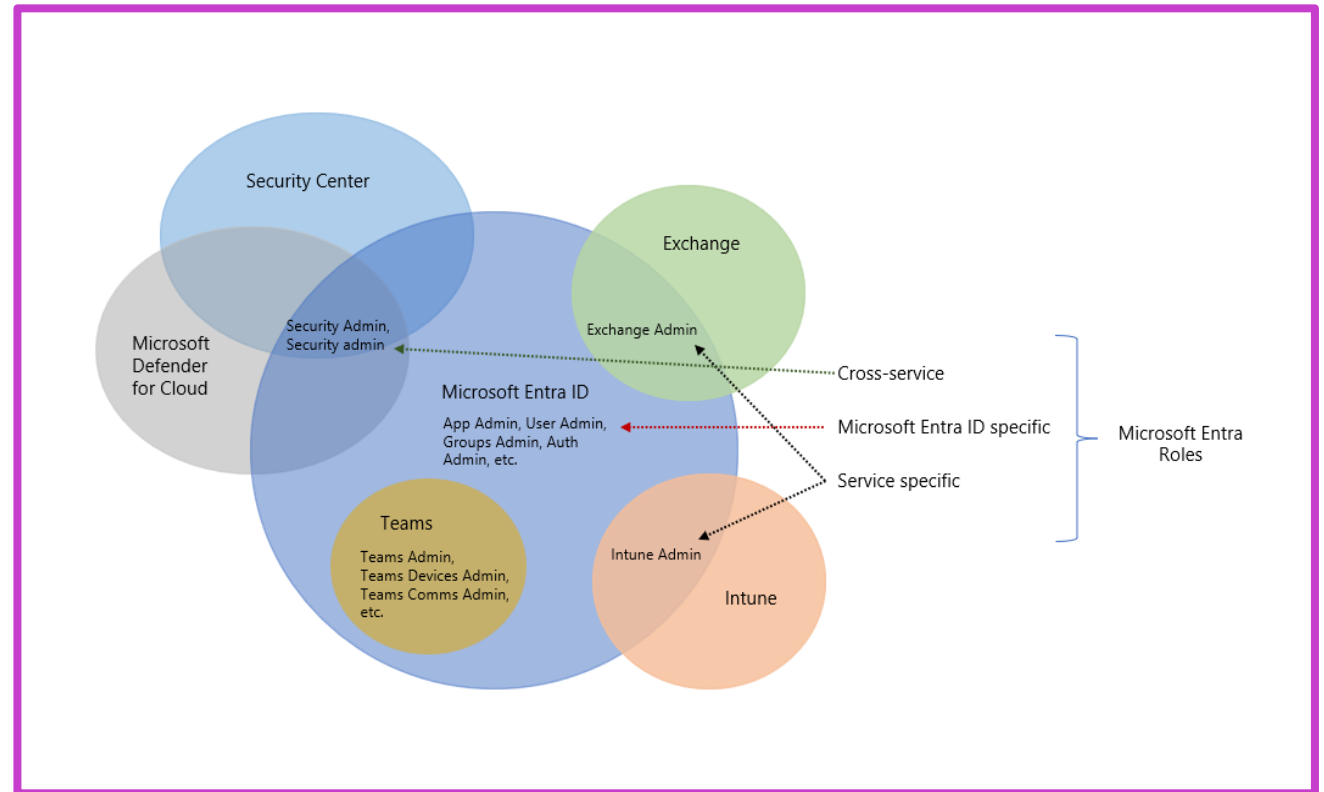 Security Center
Exchange
Security Admin,
Security admin
Exchange Admin
Microsoft
Defender
for Cloud
Microsoft Entra ID
App Admin, User Admin,
Groups Admin, Auth
Admin, etc.
Teams
Teams Admin,
Teams Devices Admin,
Teams Comms Admin,
etc.
Intune Admin
Intune
Cross-service
Microsoft Entra ID specific
Service specific
Microsoft Entra
Roles